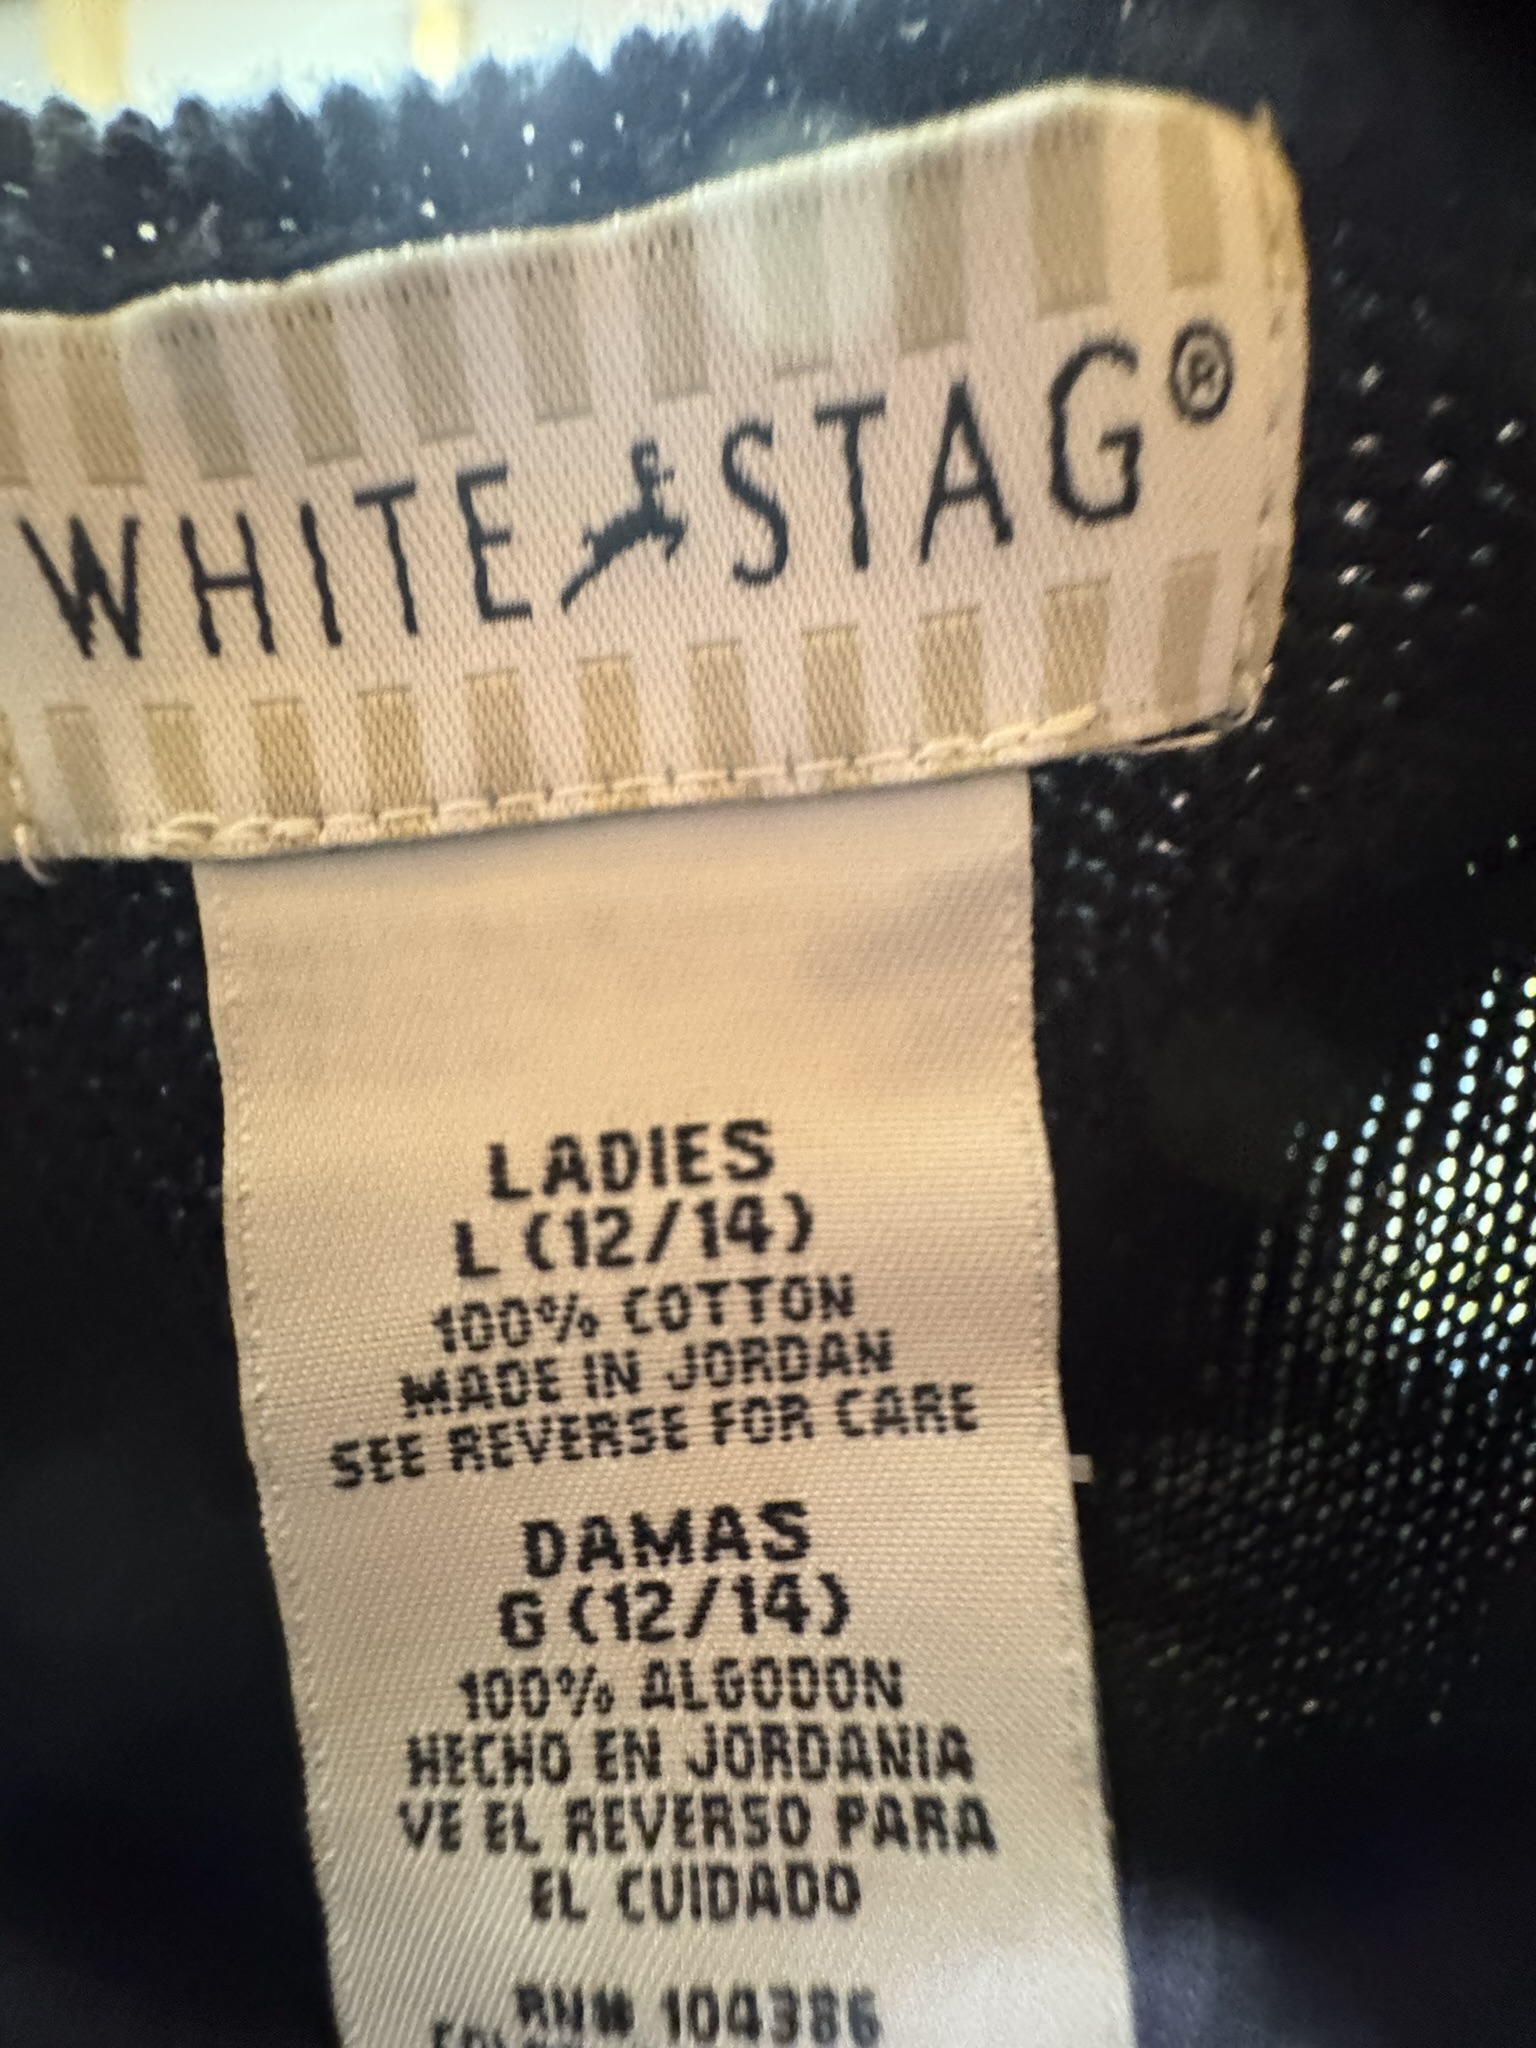 WHITE STAG®
LADIES
L (12/14)
100% COTTON
MADE IN JORDAN
SEE REVERSE FOR CARE
DAMAS
G (12/14)
100% ALGODON
HECHO EN JORDANIA
VE EL REVERSO PARA
EL CUIDADO
RN# 104386